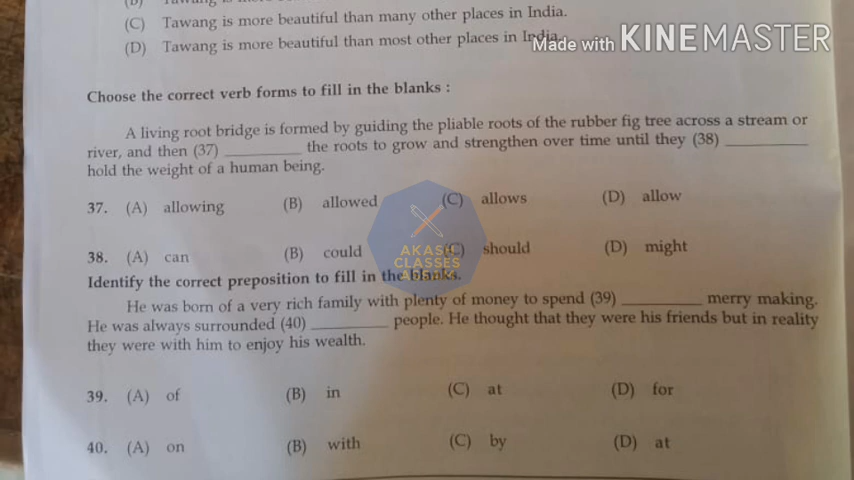 (C) Tawang is more beautiful than many other places in India.
(D) Tawang is more beautiful than most other places in India.
Made with KINEMASTER
Choose the correct verb forms to fill in the blanks :
A living root bridge is formed by guiding the pliable roots of the rubber fig tree across a stream or
river, and then (37) __________ the roots to grow and strengthen over time until they (38) __________
hold the weight of a human being.
37. (A) allowing (B) allowed (C) allows (D) allow
38. (A) can (B) could (C) should (D) might
AKASH
CLASSES
Identify the correct preposition to fill in the blanks.
He was born of a very rich family with plenty of money to spend (39) __________ merry making.
He was always surrounded (40) __________ people. He thought that they were his friends but in reality
they were with him to enjoy his wealth.
39. (A) of (B) in (C) at (D) for
40. (A) on (B) with (C) by (D) at